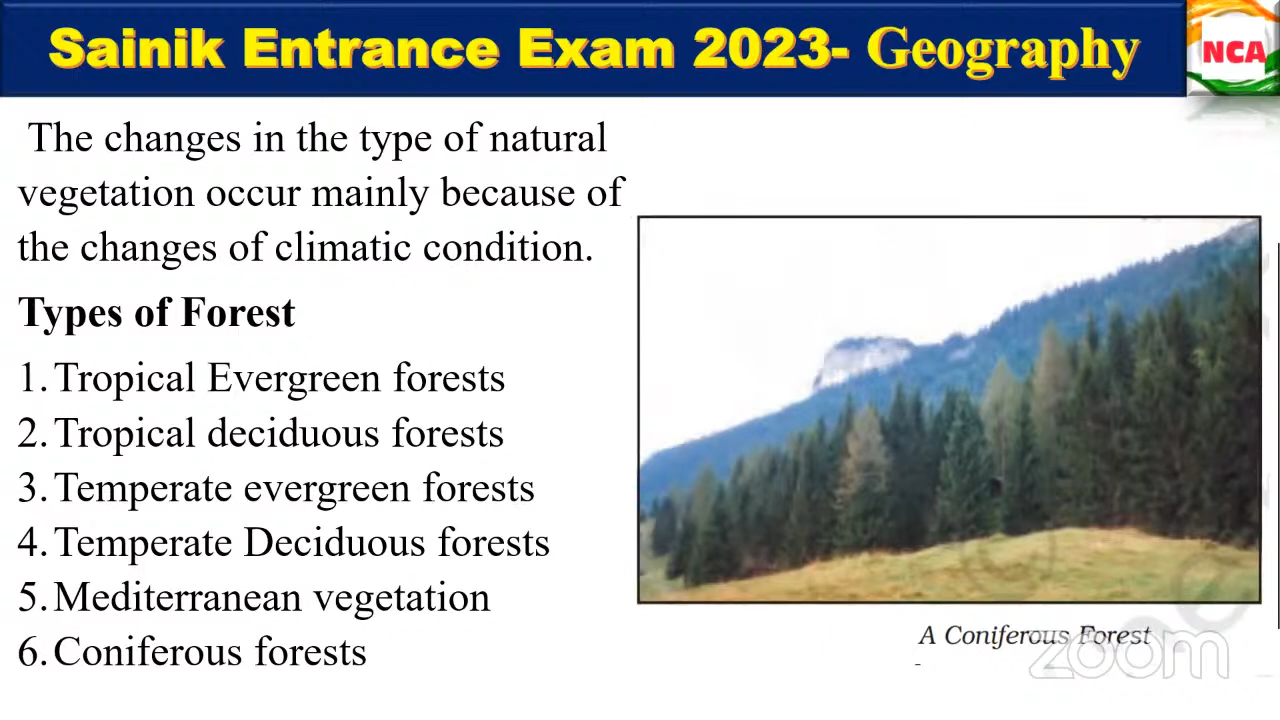 Sainik Entrance Exam 2023- Geography
NCA
The changes in the type of natural
vegetation occur mainly because of
the changes of climatic condition.
Types of Forest
1. Tropical Evergreen forests
2. Tropical deciduous forests
3. Temperate evergreen forests
4. Temperate Deciduous forests
5. Mediterranean vegetation
6. Coniferous forests
A Coniferous Forest
zoom